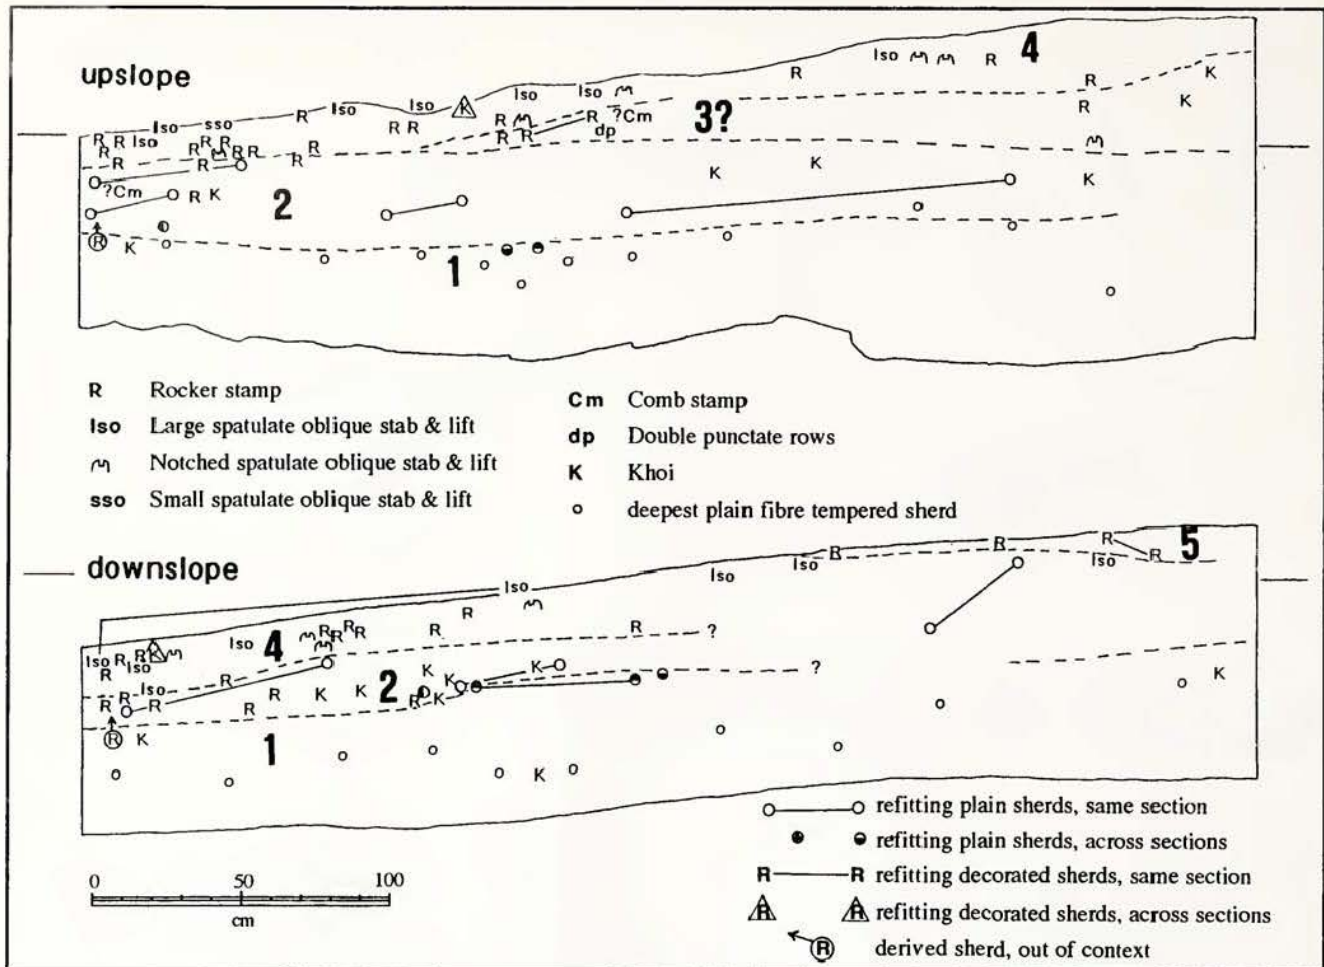 upslope
4
Iso
R
R
R
K
R
K
Iso
Iso
Iso
Iso
?Cm
R
dp
3?
Iso
sso
R
R
R
R
R
Iso
R
R
R
R
R
R
R
R
R
R
R
R
R
?Cm
R
K
2
K
K
K
R
K
1
R Rocker stamp
Iso Large spatulate oblique stab & lift
Notched spatulate oblique stab & lift
sso Small spatulate oblique stab & lift
Cm Comb stamp
dp Double punctate rows
K Khoi
deepest plain fibre tempered sherd
downslope
R
R
R
R
5
Iso
Iso
Iso
Iso
R
R
R
R
R
R
R
R
Iso
4
?
Iso
R
R
Iso
K
R
Iso
R
R
R
R
R
K
K
2
K
K
K
R
K
R
?
R
K
1
K
K
refitting plain sherds, same section
refitting plain sherds, across sections
R R refitting decorated sherds, same section
R R refitting decorated sherds, across sections
R derived sherd, out of context
0 50 100
cm